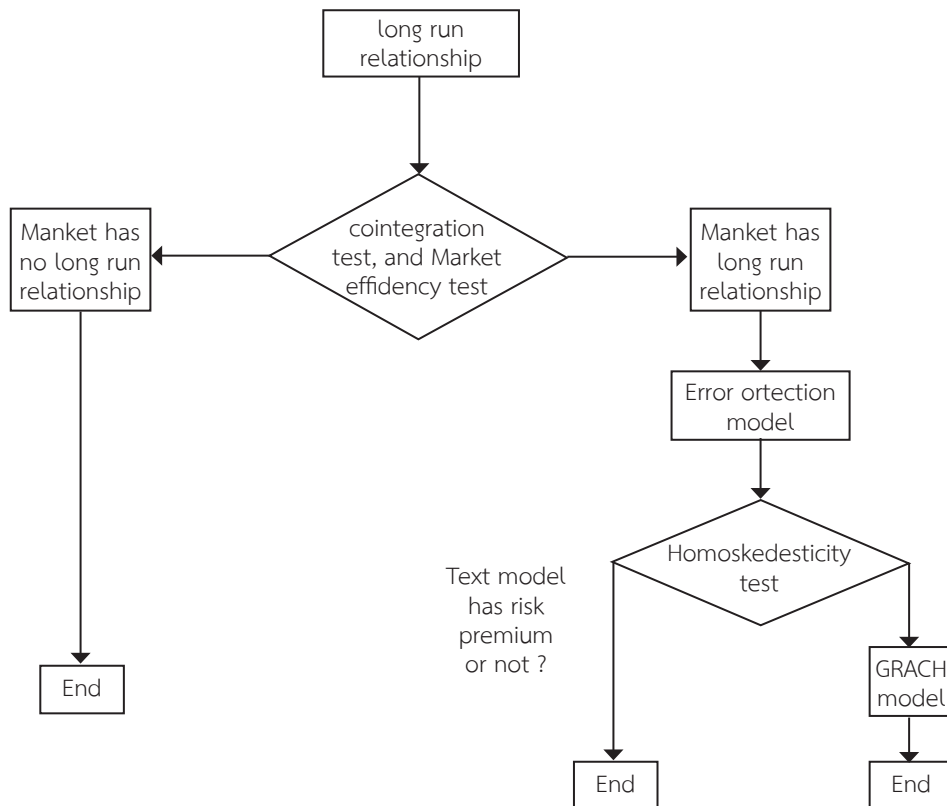 long run
relationship
cointegration
test, and Market
effidency test
Manket has
no long run
relationship
Manket has
long run
relationship
Error ortection
model
Homoskedesticity
test
Text model
has risk
premium
or not ?
GRACH
model
End
End
End